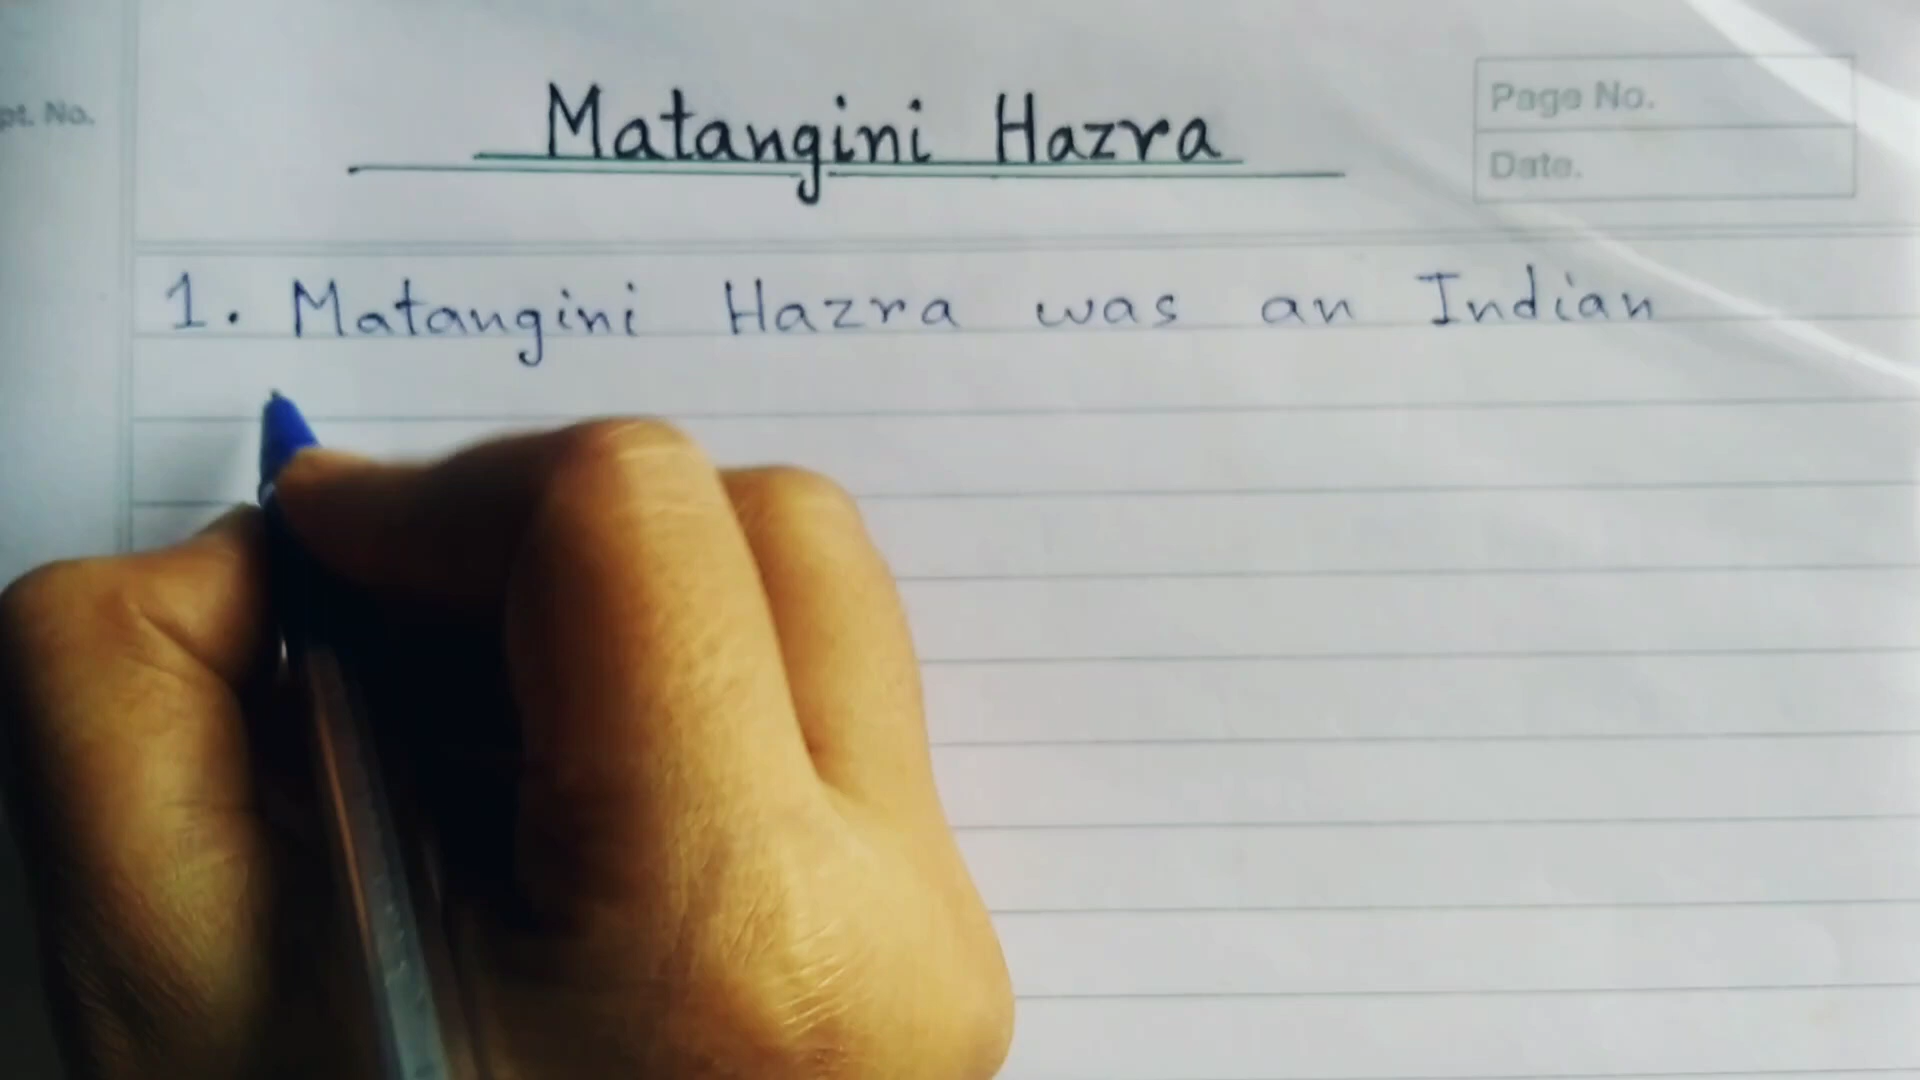 pt. No.
Matangini Hazra
Page No.
Date.
1. Matangini Hazra was an Indian